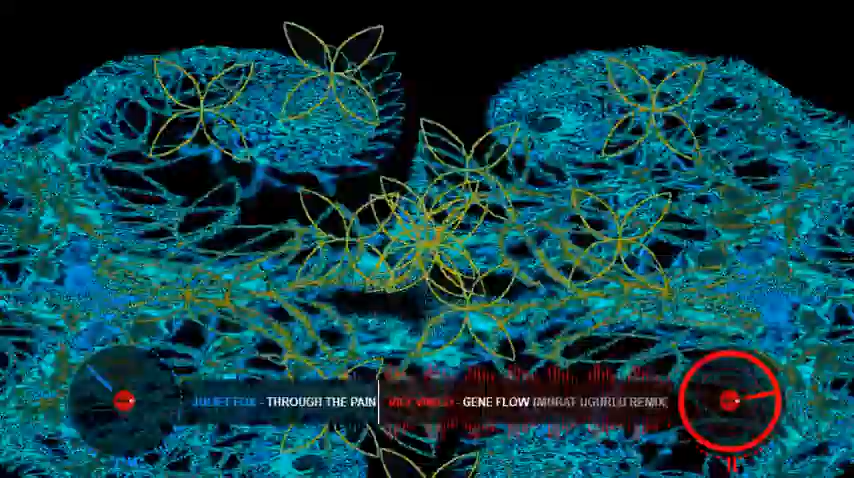 JULIET FOX - THROUGH THE PAIN
- GENE FLOW (MURAT UGURLU REMIX)